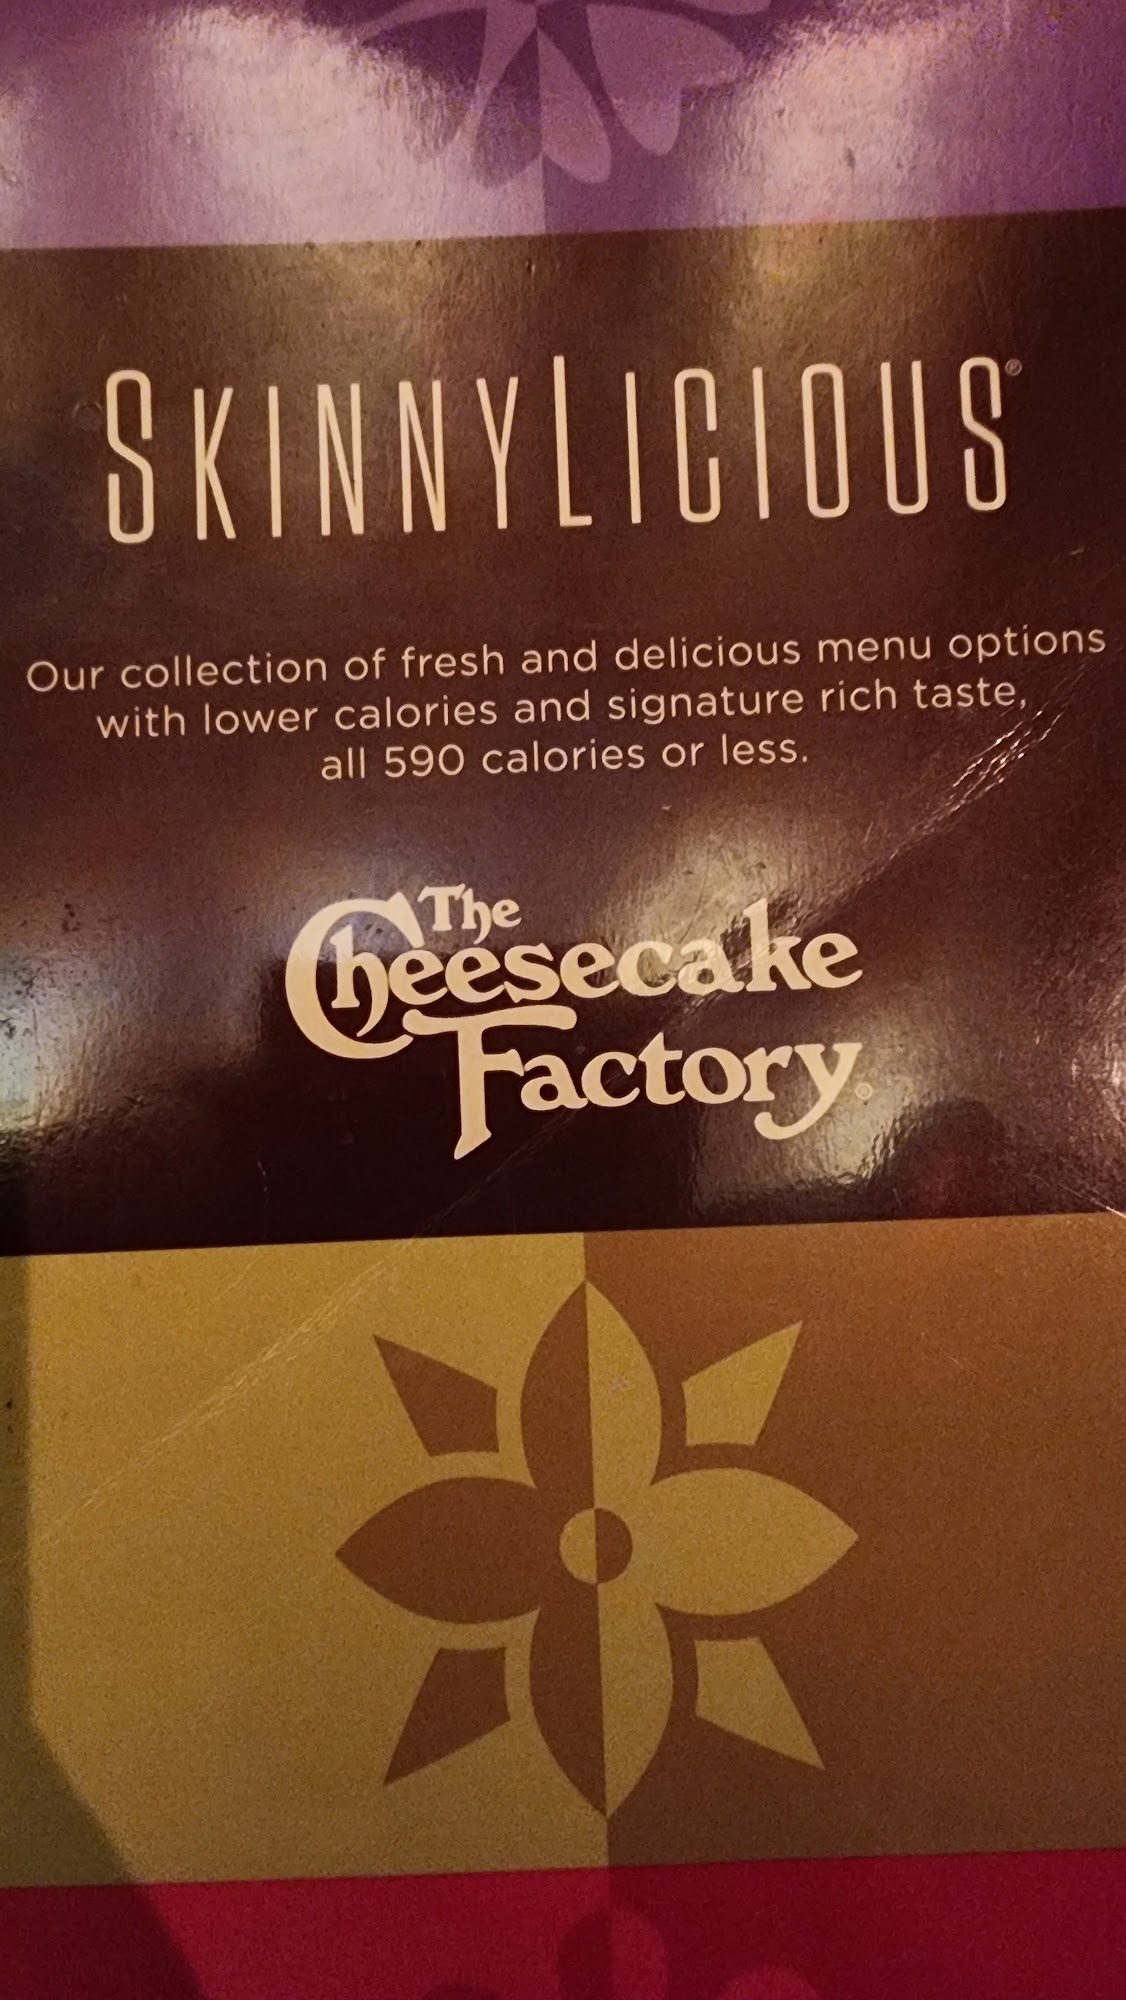 SKINNYLICIOUS®
Our collection of fresh and delicious menu options
with lower calories and signature rich taste,
all 590 calories or less.
The
Cheesecake
Factory®